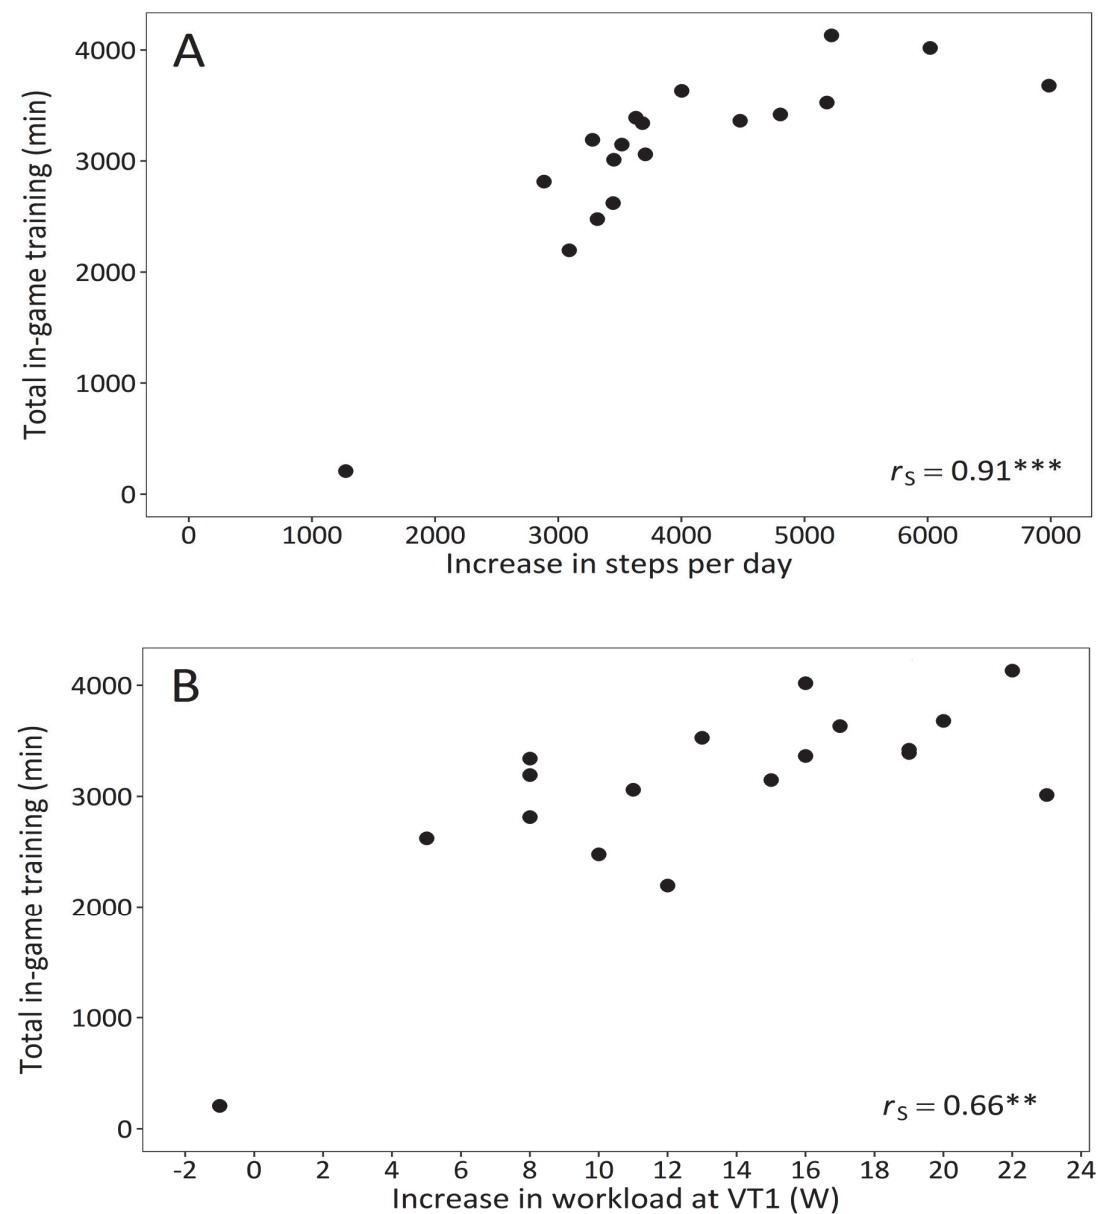 A
4000
3000
2000
1000
0
Total in-game training (min)
rS = 0.91***
0 1000 2000 3000 4000 5000 6000 7000
Increase in steps per day
B
4000
3000
2000
1000
0
Total in-game training (min)
rS = 0.66**
-2 0 2 4 6 8 10 12 14 16 18 20 22 24
Increase in workload at VT1 (W)